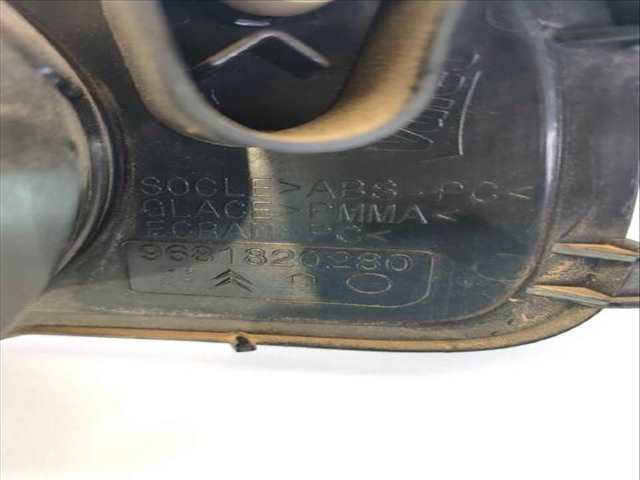 SOCLE>ABS-PC<
GLACE>PMMA<
ECRAN>PC<
9681820280